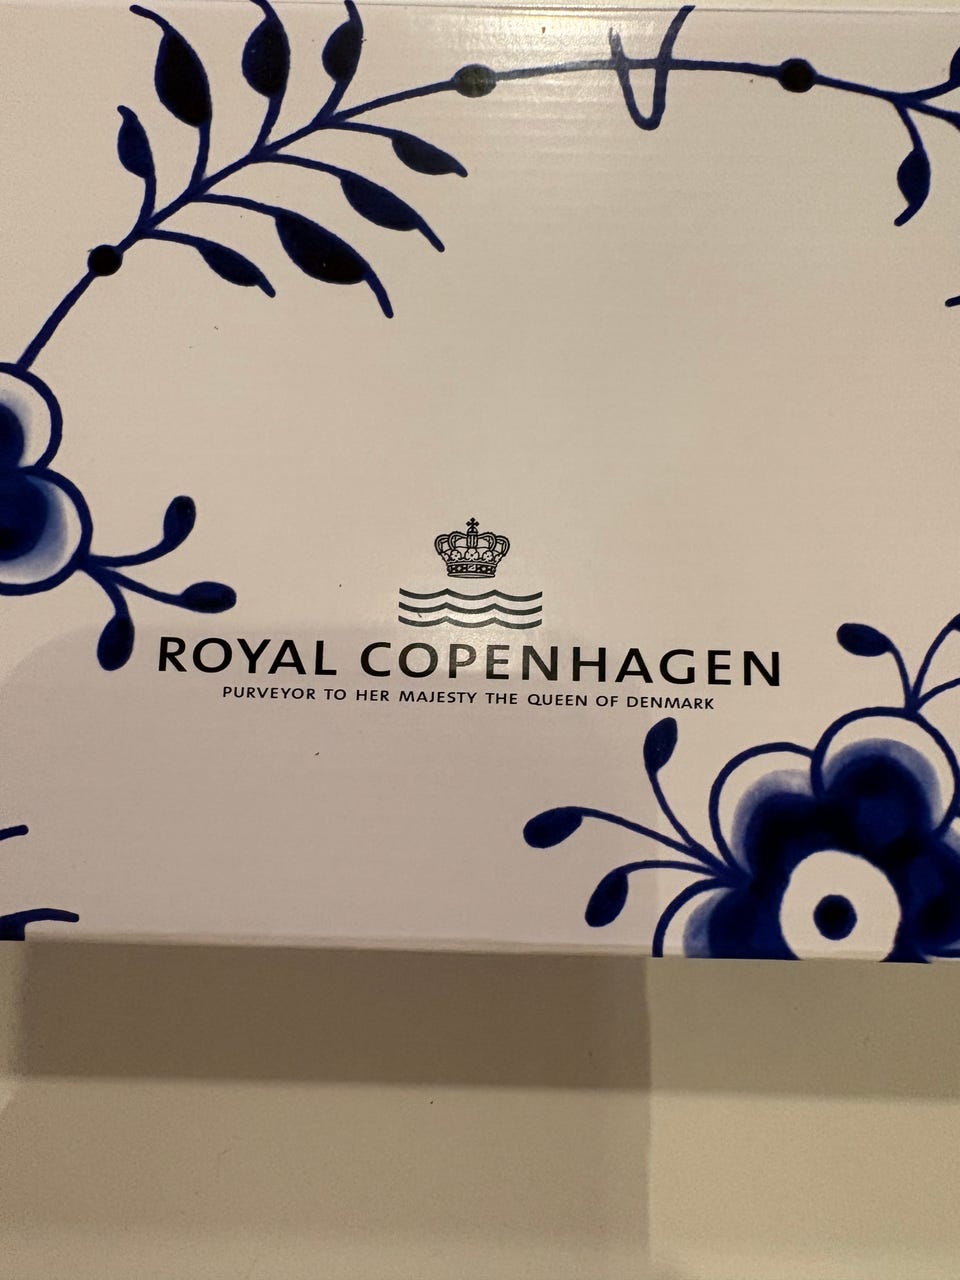 ROYAL COPENHAGEN
PURVEYOR TO HER MAJESTY THE QUEEN OF DENMARK